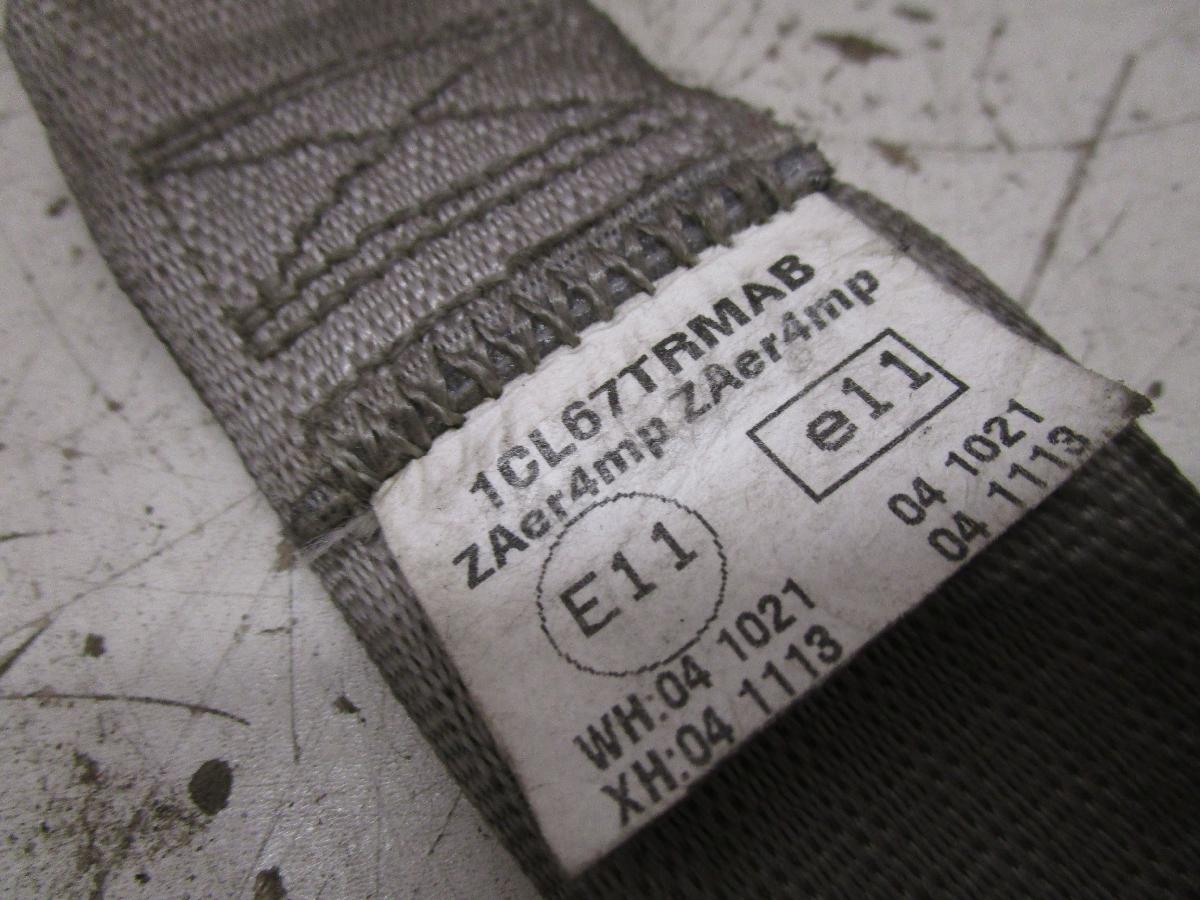 1CL67TRMAB
ZAer4mp ZAer4mp
E11
e11
WH:04 1021
XH:04 1113
04 1021
04 1113